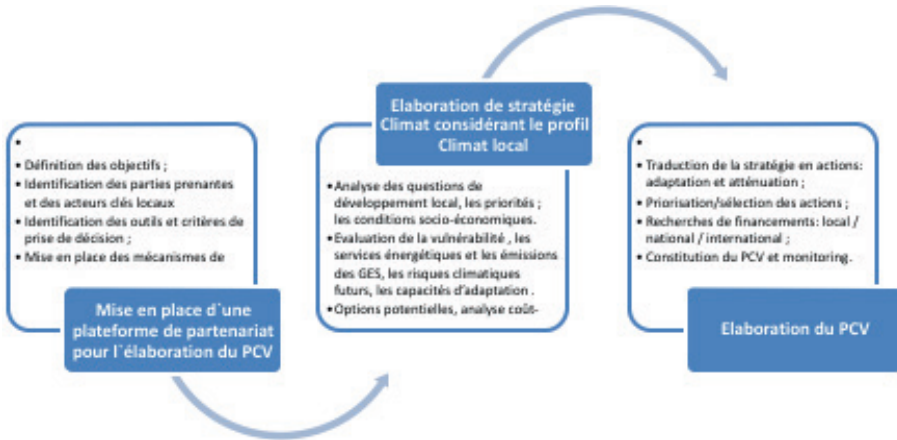 •
• Définition des objectifs ;
• Identification des parties prenantes
et des acteurs clés locaux
• Identification des outils et critères de
prise de décision ;
• Mise en place des mécanismes de
Mise en place d`une
plateforme de partenariat
pour l`élaboration du PCV
Elaboration de stratégie
Climat considérant le profil
Climat local
• Analyse des questions de
développement local, les priorités ;
les conditions socio-économiques.
• Evaluation de la vulnérabilité , les
services énergétiques et les émissions
des GES, les risques climatiques
futurs, les capacités d'adaptation .
• Options potentielles, analyse coût-
•
• Traduction de la stratégie en actions:
adaptation et atténuation ;
• Priorisation/sélection des actions ;
• Recherches de financements: local /
national / international ;
• Constitution du PCV et monitoring.
Elaboration du PCV